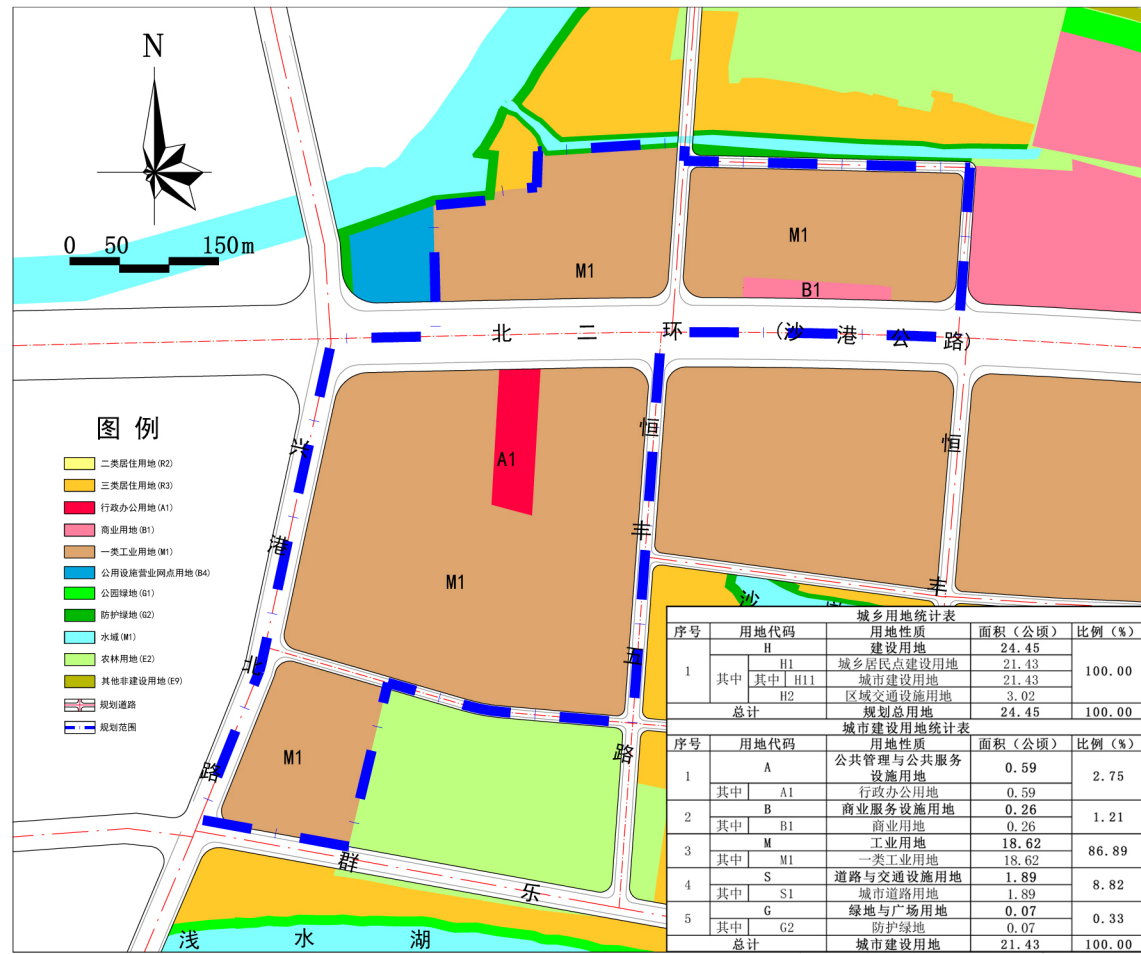 N
0 50 150m
M1
M1
B1
北二环(沙港公路)
A1
M1
M1
兴港北路
恒丰五路
恒丰
沙
群乐
浅水湖
图例
二类居住用地(R2)
三类居住用地(R3)
行政办公用地(A1)
商业用地(B1)
一类工业用地(M1)
公用设施营业网点用地(B4)
公园绿地(G1)
防护绿地(G2)
水域(M1)
农林用地(E2)
其他非建设用地(E9)
规划道路
规划范围
城乡用地统计表
序号 用地代码 用地性质 面积(公顷) 比例(%)
1 H 建设用地 24.45 100.00
其中 H1 城乡居民点建设用地 21.43
其中 H11 城市建设用地 21.43
H2 区域交通设施用地 3.02
总计 规划总用地 24.45 100.00
城市建设用地统计表
序号 用地代码 用地性质 面积(公顷) 比例(%)
1 A 公共管理与公共服务设施用地 0.59 2.75
其中 A1 行政办公用地 0.59
2 B 商业服务设施用地 0.26 1.21
其中 B1 商业用地 0.26
3 M 工业用地 18.62 86.89
其中 M1 一类工业用地 18.62
4 S 道路与交通设施用地 1.89 8.82
其中 S1 城市道路用地 1.89
5 G 绿地与广场用地 0.07 0.33
其中 G2 防护绿地 0.07
总计 城市建设用地 21.43 100.00